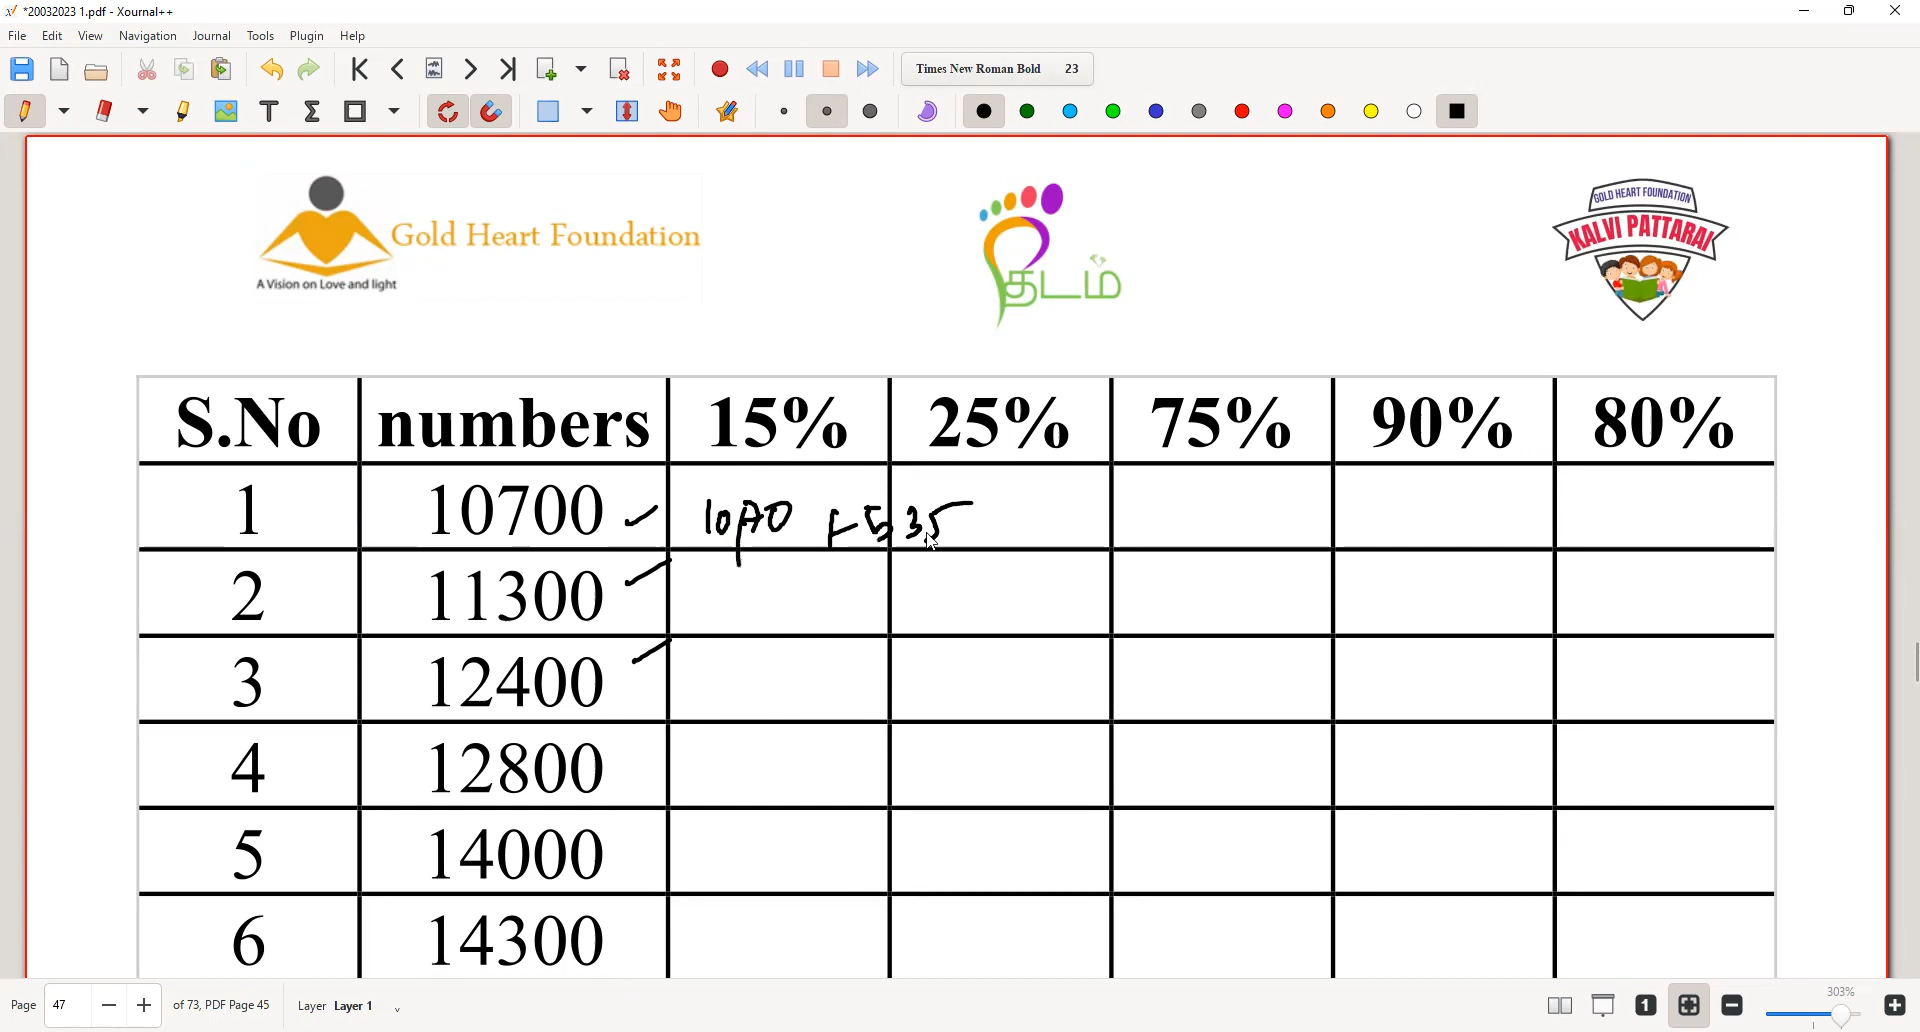 *20032023 1.pdf - Xournal++
File Edit View Navigation Journal Tools Plugin Help
Times New Roman Bold 23
Gold Heart Foundation
A Vision on Love and light
தடம்
GOLD HEART FOUNDATION
KALVI PATTARAI
S.No numbers 15% 25% 75% 90% 80%
1 10700 1070 + 535
2 11300
3 12400
4 12800
5 14000
6 14300
Page 47 of 73, PDF Page 45 Layer Layer 1 1 303%